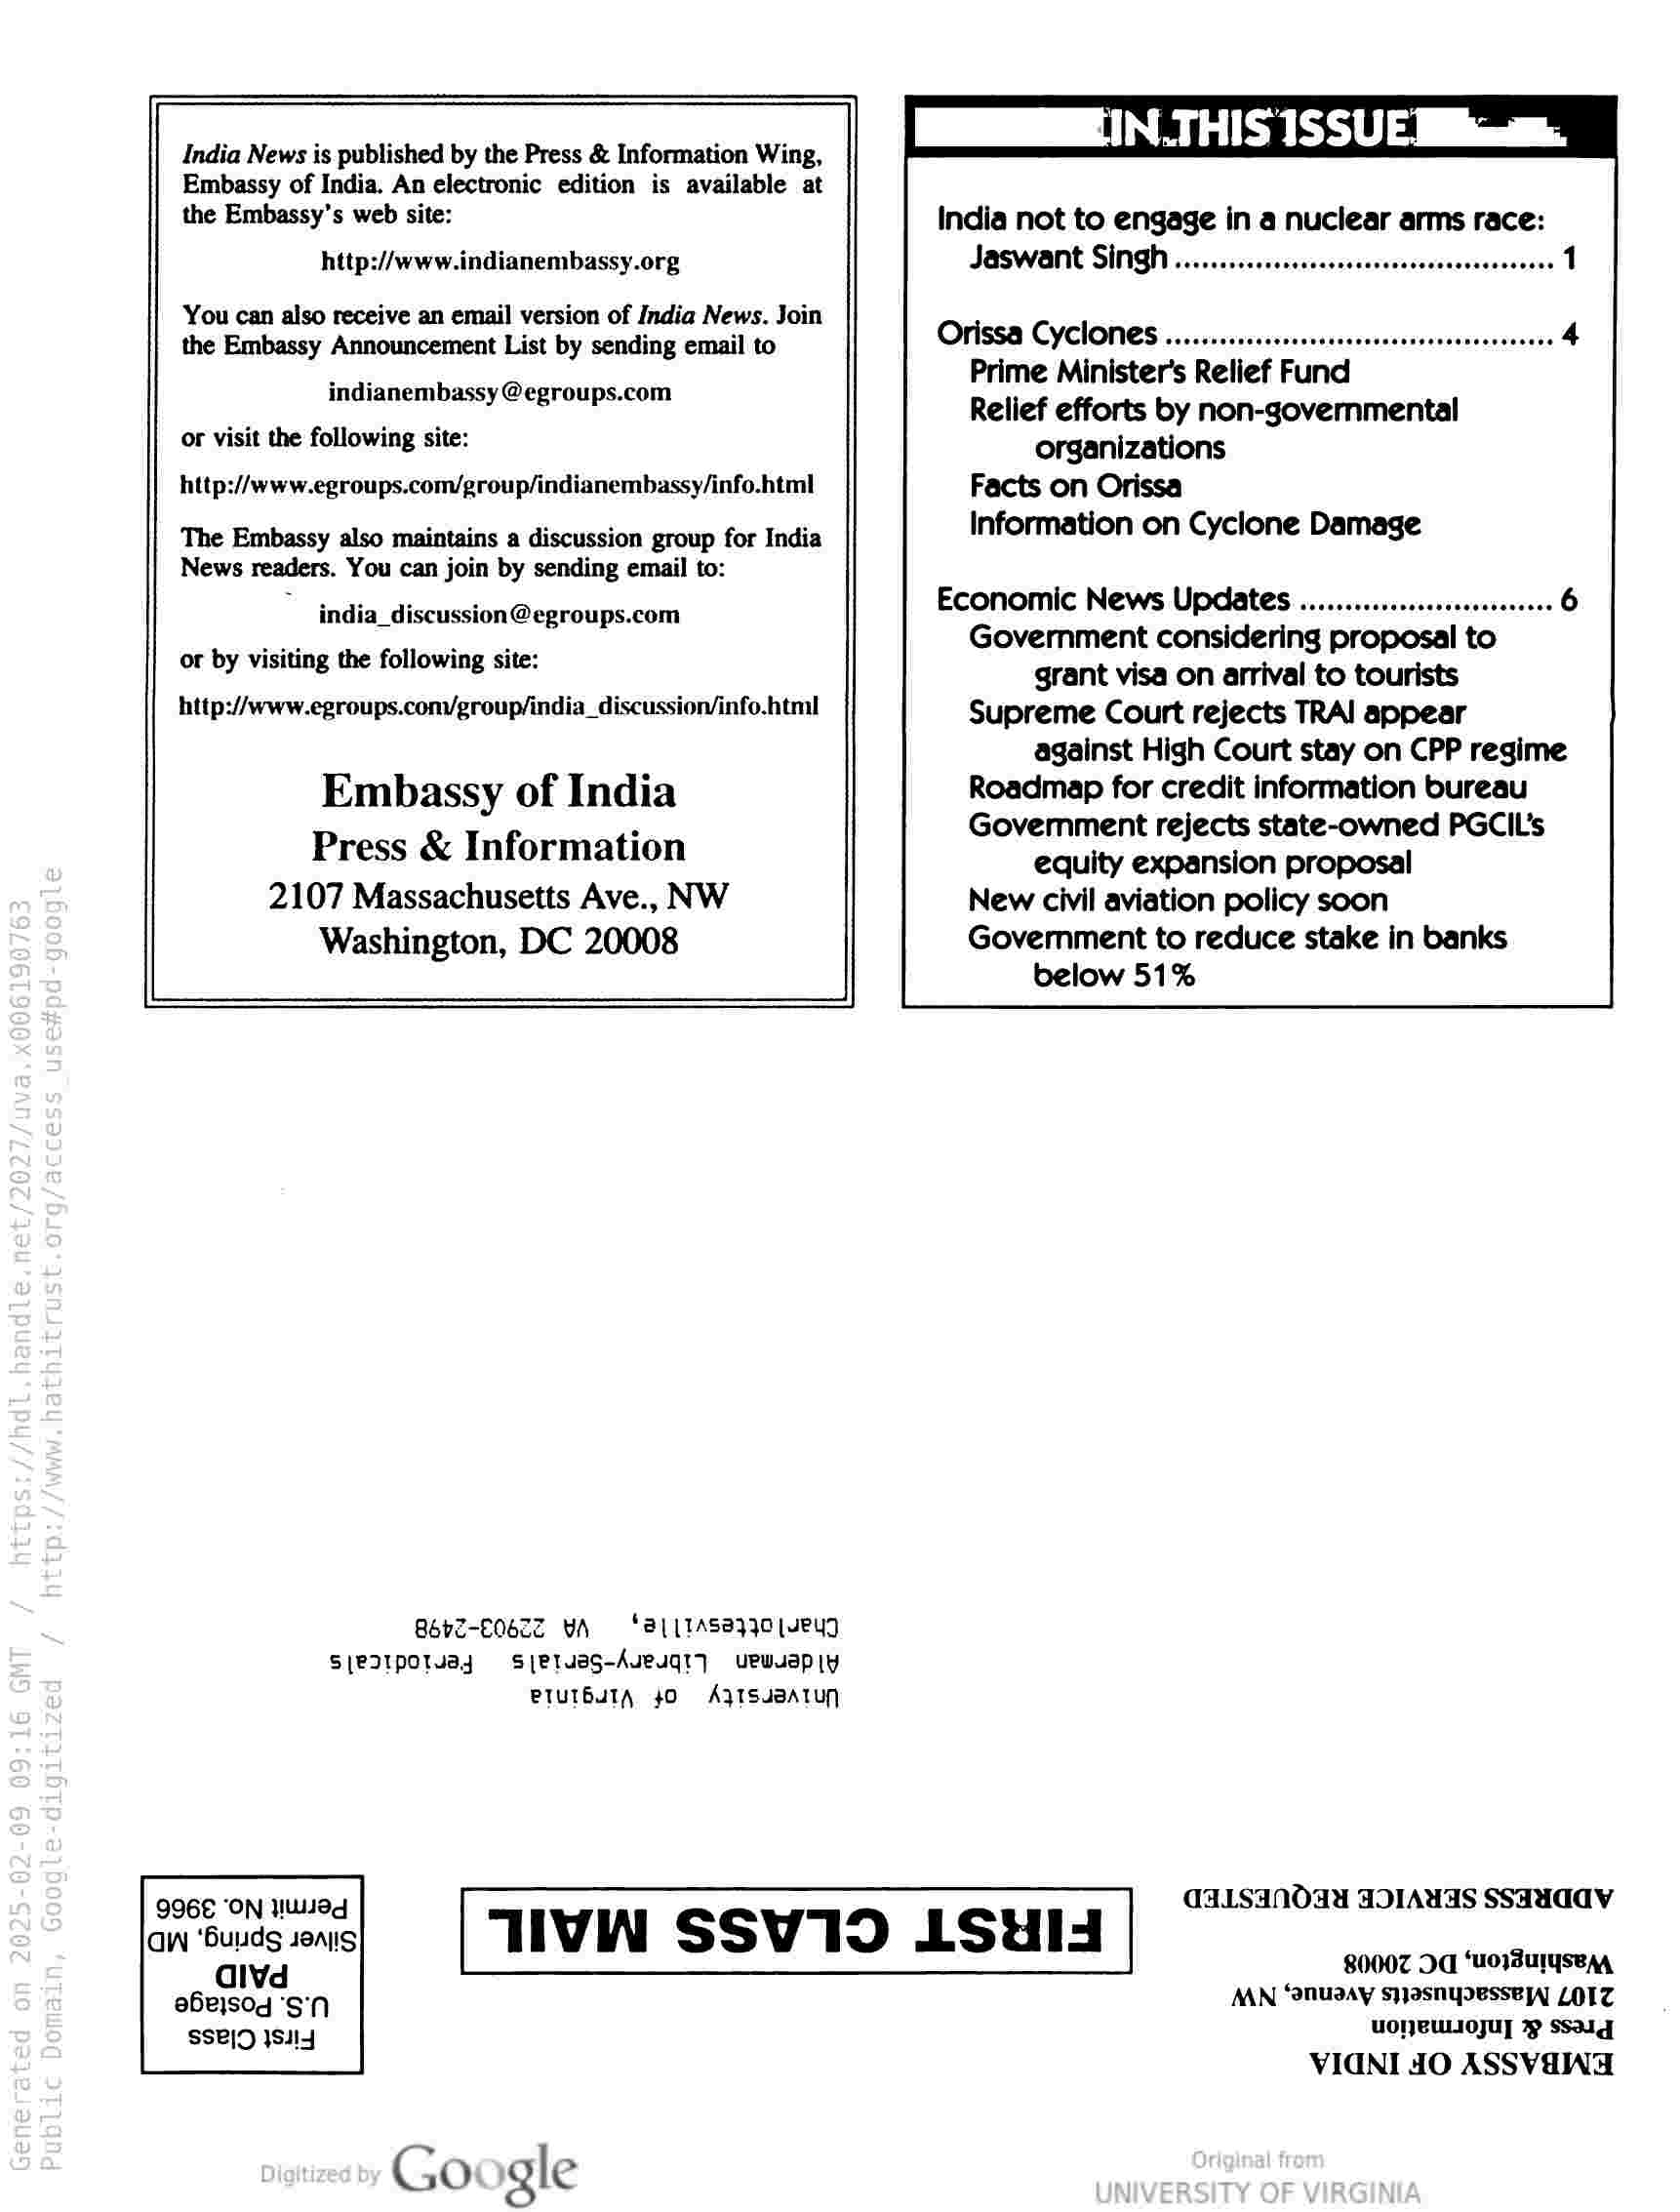 India News is published by the Press & Information Wing,
Embassy of India. An electronic edition is available at
the Embassy's web site:
http://www.indianembassy.org
You can also receive an email version of India News. Join
the Embassy Announcement List by sending email to
indianembassy@egroups.com
or visit the following site:
http://www.egroups.com/group/indianembassy/info.html
The Embassy also maintains a discussion group for India
News readers. You can join by sending email to:
india_discussion@egroups.com
or by visiting the following site:
http://www.egroups.com/group/india_discussion/info.html
Embassy of India
Press & Information
2107 Massachusetts Ave., NW
Washington, DC 20008
IN THIS ISSUE
India not to engage in a nuclear arms race:
Jaswant Singh ........................................... 1
Orissa Cyclones ........................................... 4
Prime Minister's Relief Fund
Relief efforts by non-governmental
organizations
Facts on Orissa
Information on Cyclone Damage
Economic News Updates ............................ 6
Government considering proposal to
grant visa on arrival to tourists
Supreme Court rejects TRAI appear
against High Court stay on CPP regime
Roadmap for credit information bureau
Government rejects state-owned PGCIL's
equity expansion proposal
New civil aviation policy soon
Government to reduce stake in banks
below 51%
EMBASSY OF INDIA
Press & Information
2107 Massachusetts Avenue, NW
Washington, DC 20008
ADDRESS SERVICE REQUESTED
FIRST CLASS MAIL
First Class
U.S. Postage
PAID
Silver Spring, MD
Permit No. 3966
University of Virginia
Alderman Library-Serials Periodicals
Charlottesville, VA 22903-2498
Generated on 2025-02-09 09:16 GMT / https://hdl.handle.net/2027/uva.x006190763
Public Domain, Google-digitized / http://www.hathitrust.org/access_use#pd-google
Digitized by Google
Original from
UNIVERSITY OF VIRGINIA